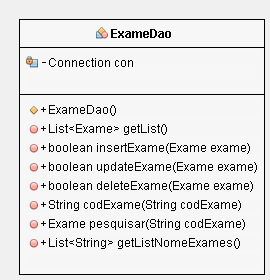 ExameDao
- Connection con
+ ExameDao()
+ List<Exame> getList()
+ boolean insertExame(Exame exame)
+ boolean updateExame(Exame exame)
+ boolean deleteExame(Exame exame)
+ String codExame(String codExame)
+ Exame pesquisar(String codExame)
+ List<String> getListNomeExames()